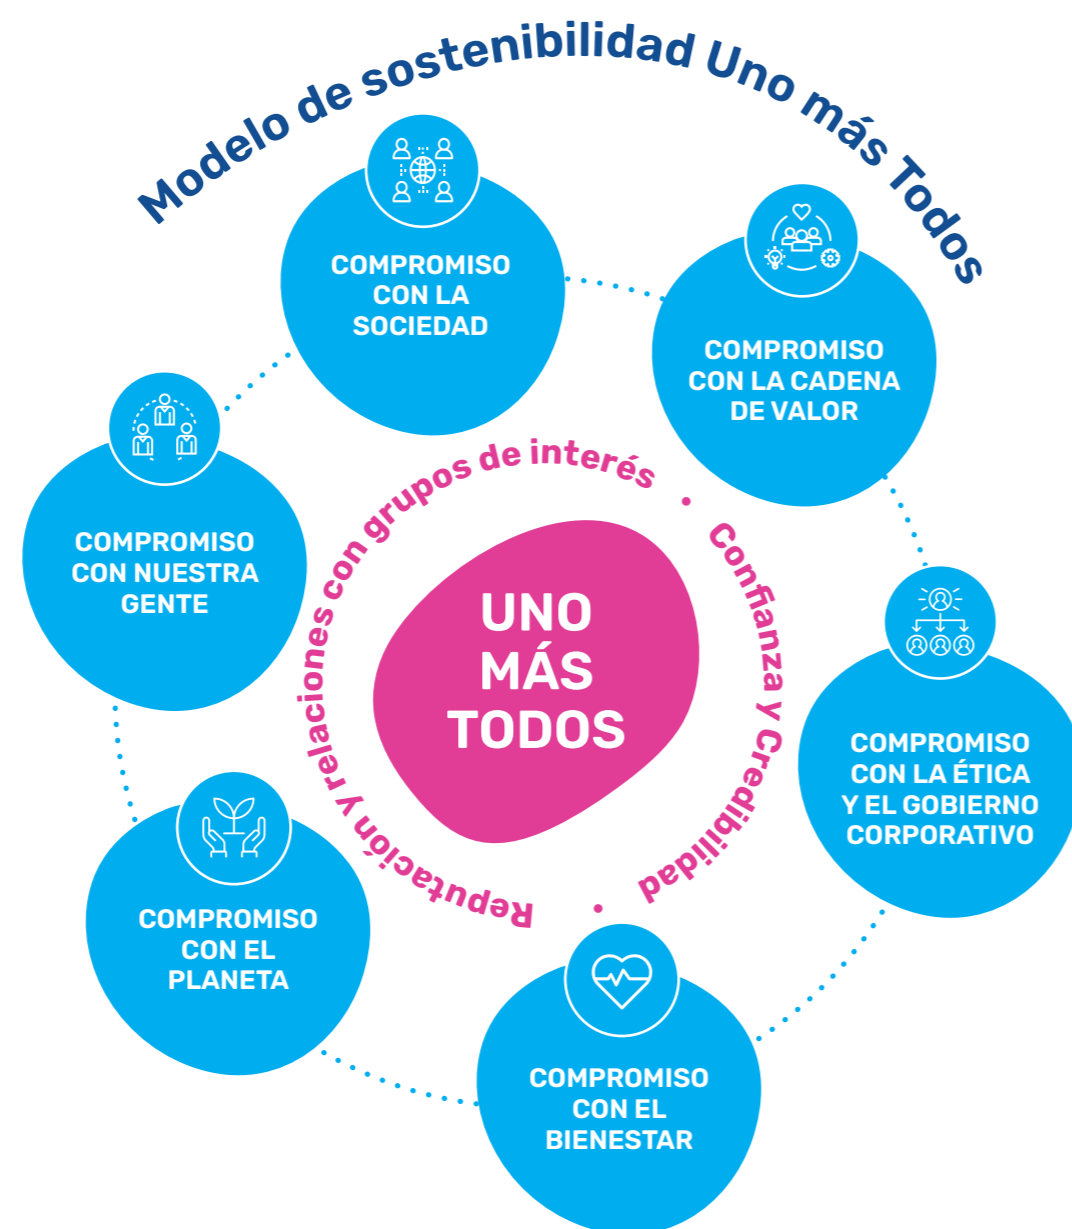 Modelo de sostenibilidad Uno más Todos
COMPROMISO
CON LA
SOCIEDAD
COMPROMISO
CON LA CADENA
DE VALOR
COMPROMISO
CON LA ÉTICA
Y EL GOBIERNO
CORPORATIVO
COMPROMISO
CON EL
BIENESTAR
COMPROMISO
CON EL
PLANETA
COMPROMISO
CON NUESTRA
GENTE
Reputación y relaciones con grupos de interés •
Confianza y Credibilidad •
UNO
MÁS
TODOS